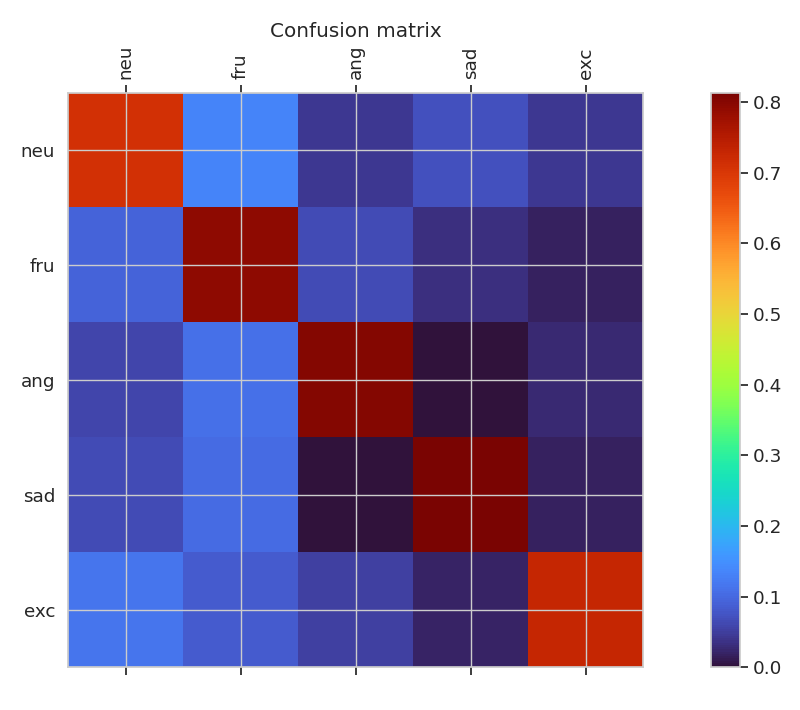 Confusion matrix
neu fru ang sad exc
neu
fru
ang
sad
exc
0.8
0.7
0.6
0.5
0.4
0.3
0.2
0.1
0.0